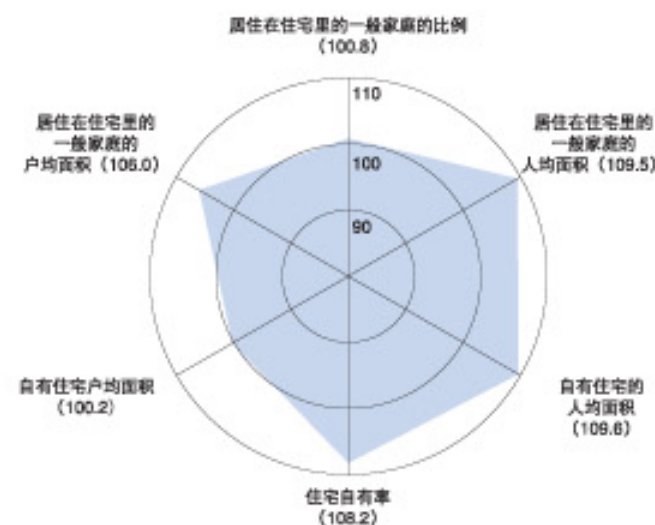 居住在住宅里的一般家庭的比例
（100.8）
110
100
90
居住在住宅里的
一般家庭的
人均面积（109.5）
自有住宅的
人均面积
（109.6）
住宅自有率
（108.2）
自有住宅户均面积
（100.2）
居住在住宅里的
一般家庭的
户均面积（106.0）